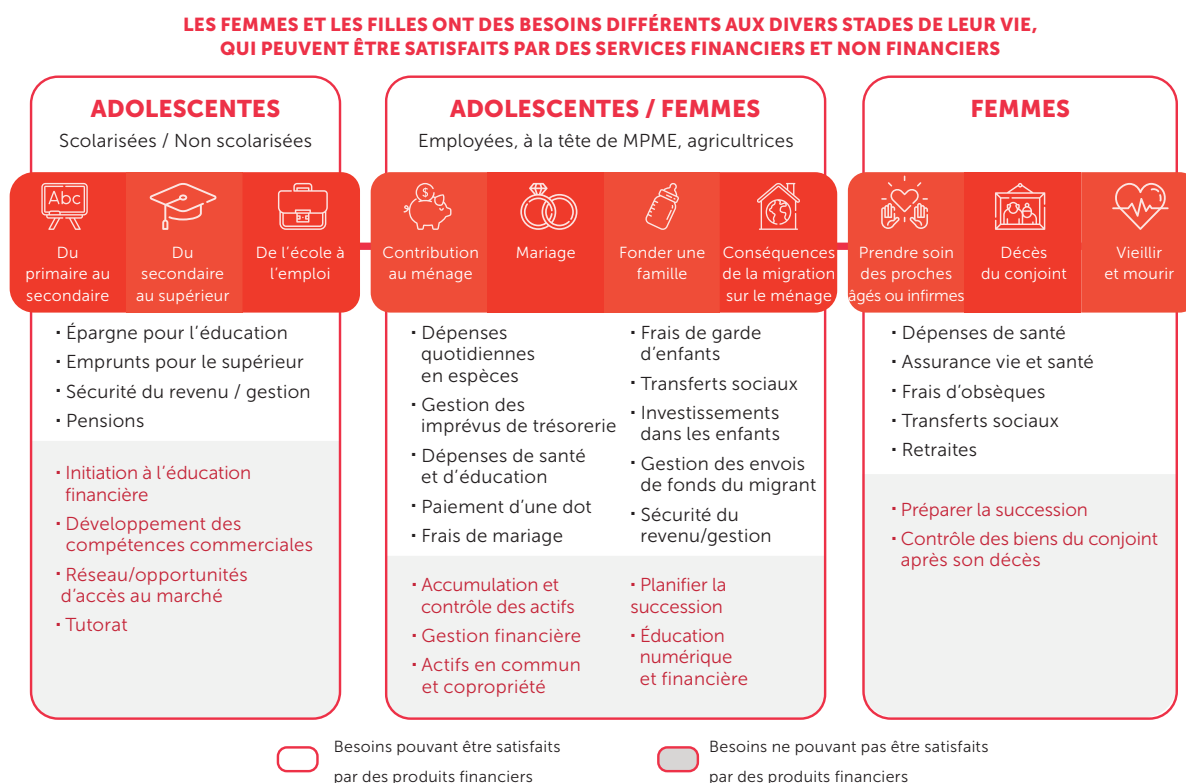 LES FEMMES ET LES FILLES ONT DES BESOINS DIFFÉRENTS AUX DIVERS STADES DE LEUR VIE,
QUI PEUVENT ÊTRE SATISFAITS PAR DES SERVICES FINANCIERS ET NON FINANCIERS
ADOLESCENTES
Scolarisées / Non scolarisées
Abc
Du
primaire au
secondaire
Du
secondaire
au supérieur
De l'école à
l'emploi
· Épargne pour l'éducation
· Emprunts pour le supérieur
· Sécurité du revenu / gestion
· Pensions
· Initiation à l'éducation
financière
· Développement des
compétences commerciales
· Réseau/opportunités
d'accès au marché
· Tutorat
ADOLESCENTES / FEMMES
Employées, à la tête de MPME, agricultrices
$
Contribution
au ménage
Mariage
Fonder une
famille
Conséquences
de la migration
sur le ménage
· Dépenses
quotidiennes
en espèces
· Gestion des
imprévus de trésorerie
· Dépenses de santé
et d'éducation
· Paiement d'une dot
· Frais de mariage
· Frais de garde
d'enfants
· Transferts sociaux
· Investissements
dans les enfants
· Gestion des envois
de fonds du migrant
· Sécurité du
revenu/gestion
· Accumulation et
contrôle des actifs
· Gestion financière
· Actifs en commun
et copropriété
· Planifier la
succession
· Éducation
numérique
et financière
FEMMES
Prendre soin
des proches
âgés ou infirmes
Décès
du conjoint
Vieillir
et mourir
· Dépenses de santé
· Assurance vie et santé
· Frais d'obsèques
· Transferts sociaux
· Retraites
· Préparer la succession
· Contrôle des biens du conjoint
après son décès
Besoins pouvant être satisfaits
par des produits financiers
Besoins ne pouvant pas être satisfaits
par des produits financiers